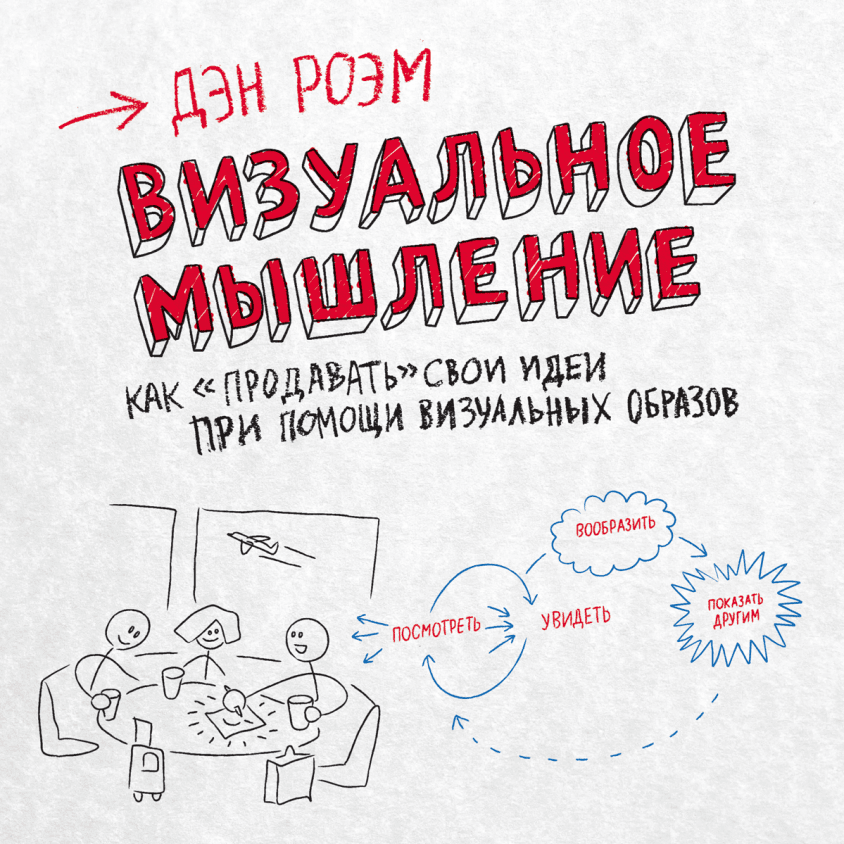 ДЭН РОЭМ
ВИЗУАЛЬНОЕ
МЫШЛЕНИЕ
КАК «ПРОДАВАТЬ» СВОИ ИДЕИ
ПРИ ПОМОЩИ ВИЗУАЛЬНЫХ ОБРАЗОВ
ВООБРАЗИТЬ
ПОСМОТРЕТЬ
УВИДЕТЬ
ПОКАЗАТЬ
ДРУГИМ